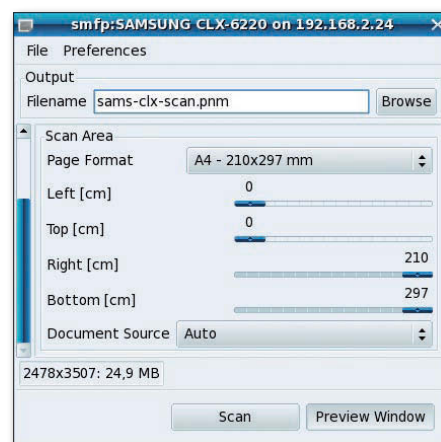 smfp:SAMSUNG CLX-6220 on 192.168.2.24
File Preferences
Output
Filename sams-clx-scan.pnm Browse
Scan Area
Page Format A4 - 210x297 mm
0
Left [cm]
0
Top [cm]
210
Right [cm]
297
Bottom [cm]
Document Source Auto
2478x3507: 24,9 MB
Scan Preview Window